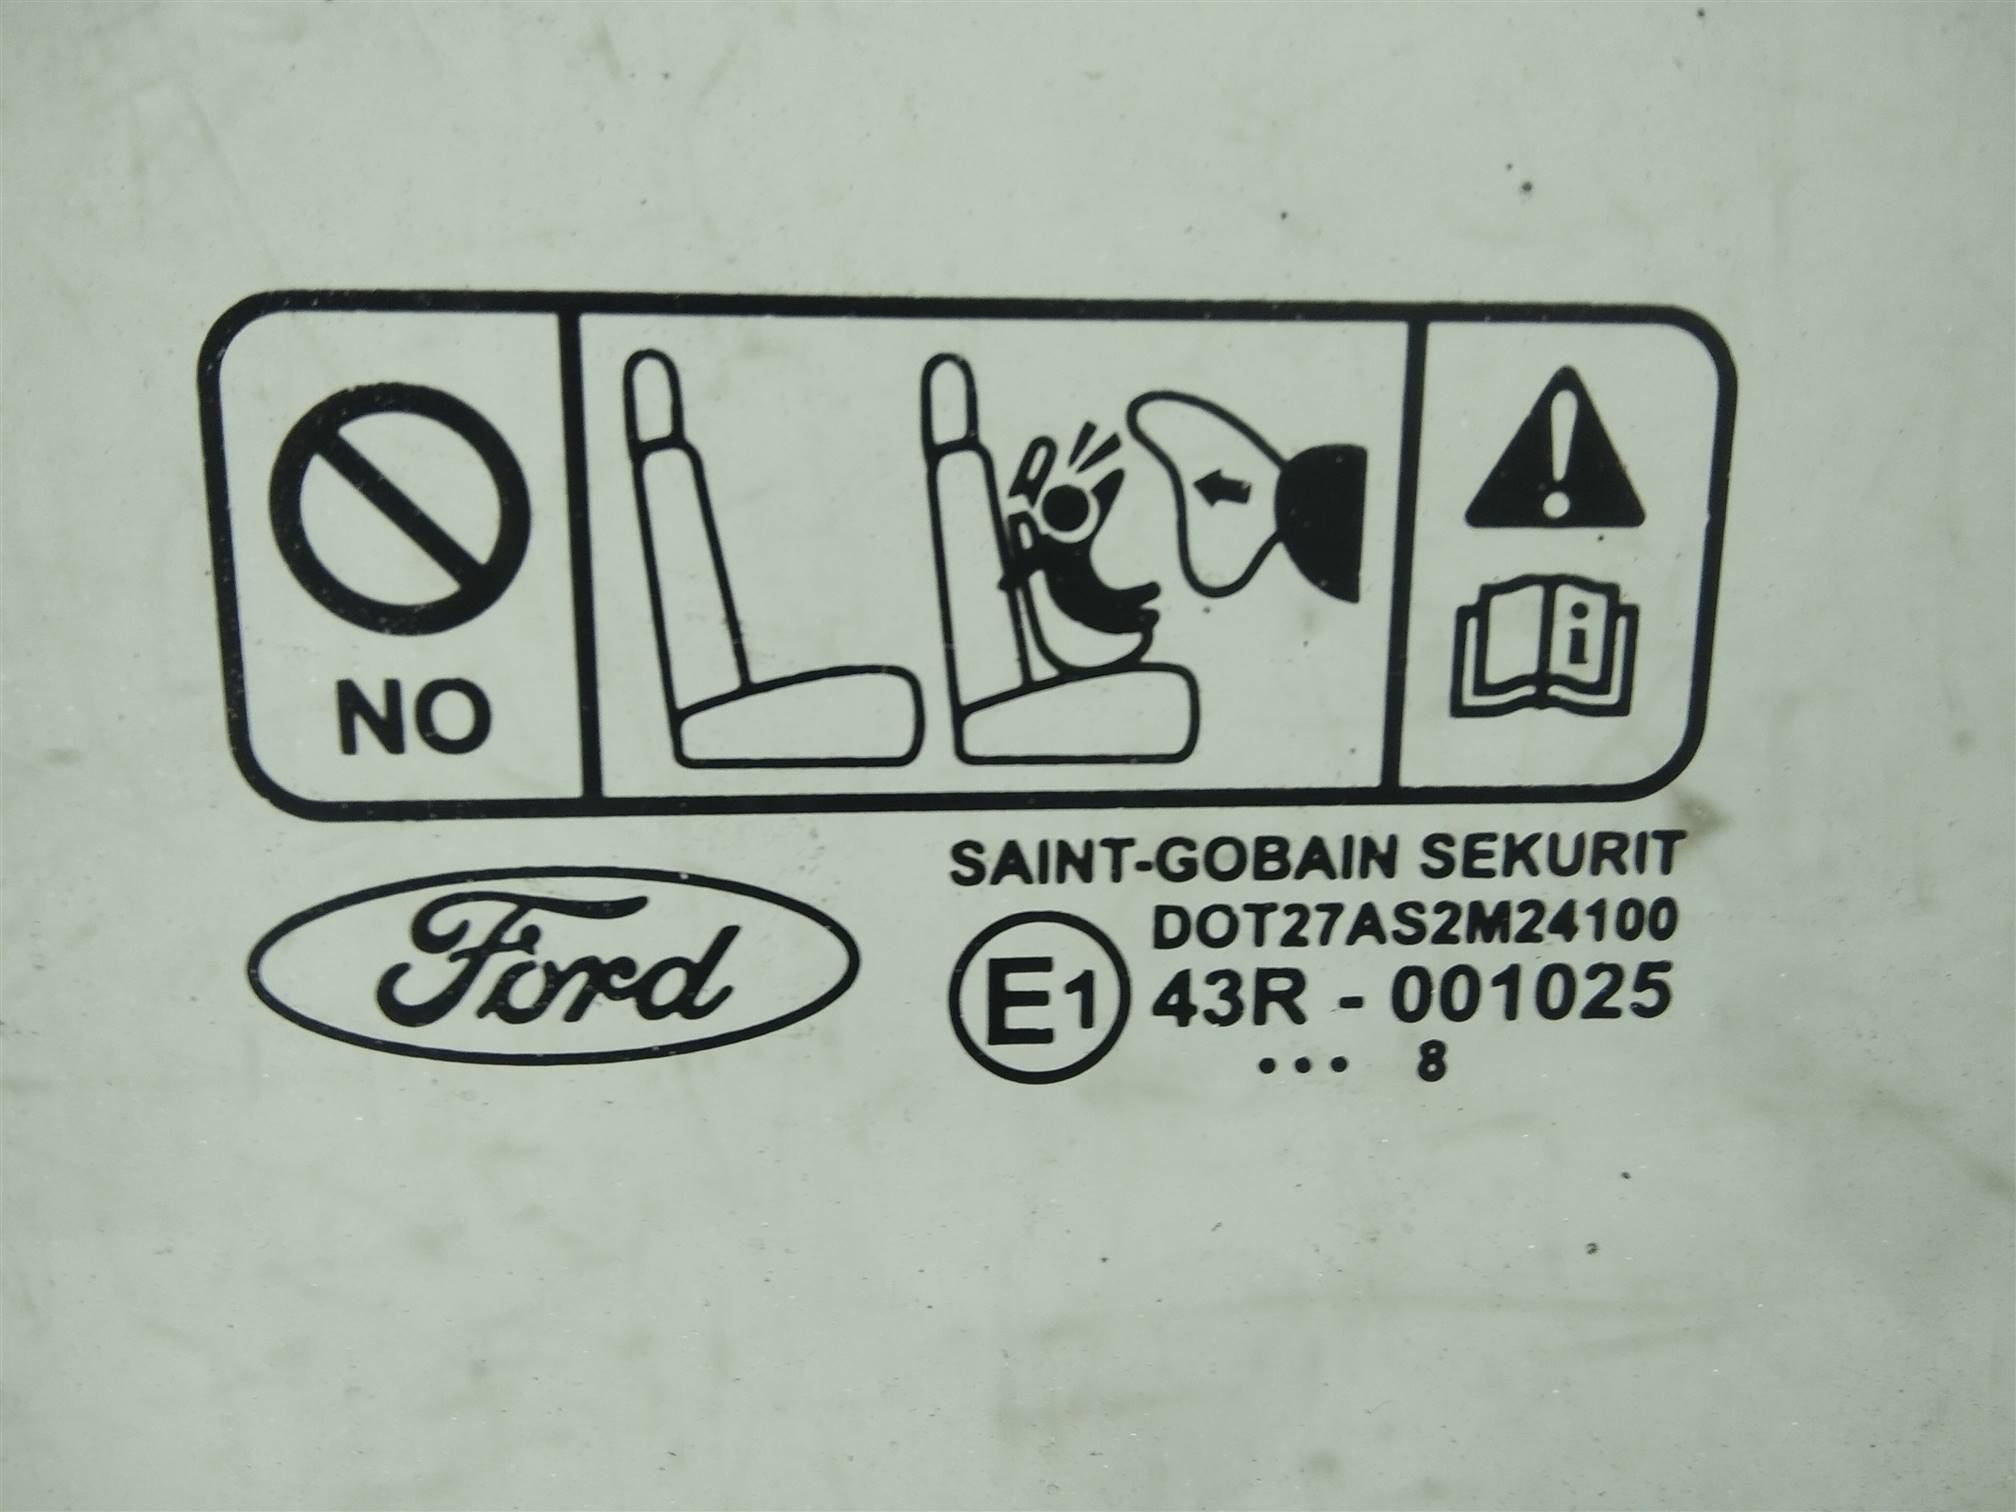 NO
i
Ford
SAINT-GOBAIN SEKURIT
DOT27AS2M24100
E1 43R - 001025
... 8